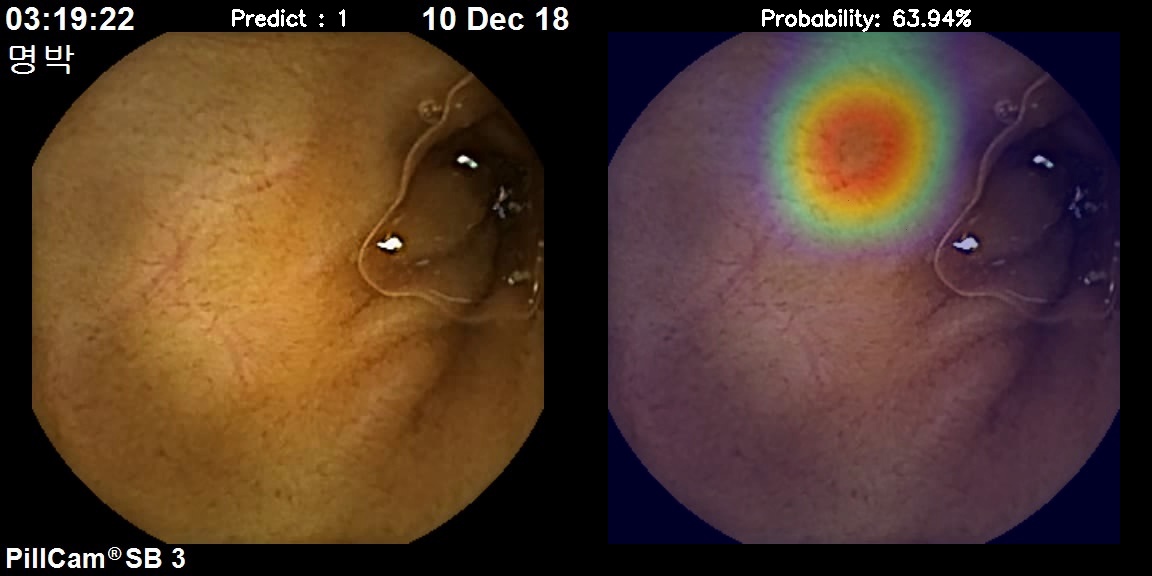 03:19:22 Predict : 1 10 Dec 18 Probability: 63.94%
명박
PillCam® SB 3